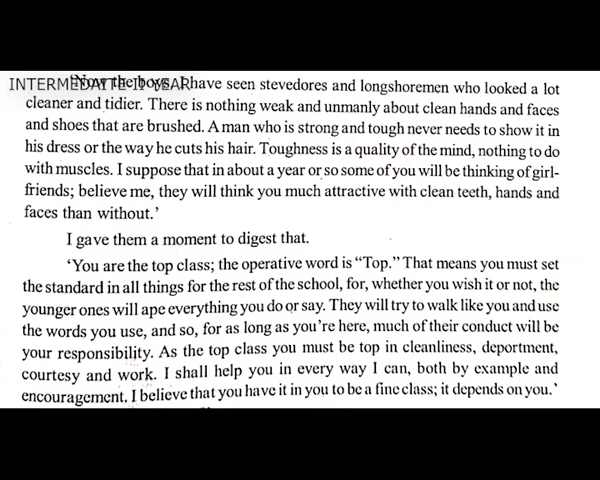 INTERMEDATTE II YEAR
'Now the boys. I have seen stevedores and longshoremen who looked a lot
cleaner and tidier. There is nothing weak and unmanly about clean hands and faces
and shoes that are brushed. A man who is strong and tough never needs to show it in
his dress or the way he cuts his hair. Toughness is a quality of the mind, nothing to do
with muscles. I suppose that in about a year or so some of you will be thinking of girl-
friends; believe me, they will think you much attractive with clean teeth, hands and
faces than without.'
I gave them a moment to digest that.
'You are the top class; the operative word is "Top." That means you must set
the standard in all things for the rest of the school, for, whether you wish it or not, the
younger ones will ape everything you do or say. They will try to walk like you and use
the words you use, and so, for as long as you're here, much of their conduct will be
your responsibility. As the top class you must be top in cleanliness, deportment,
courtesy and work. I shall help you in every way I can, both by example and
encouragement. I believe that you have it in you to be a fine class; it depends on you.'